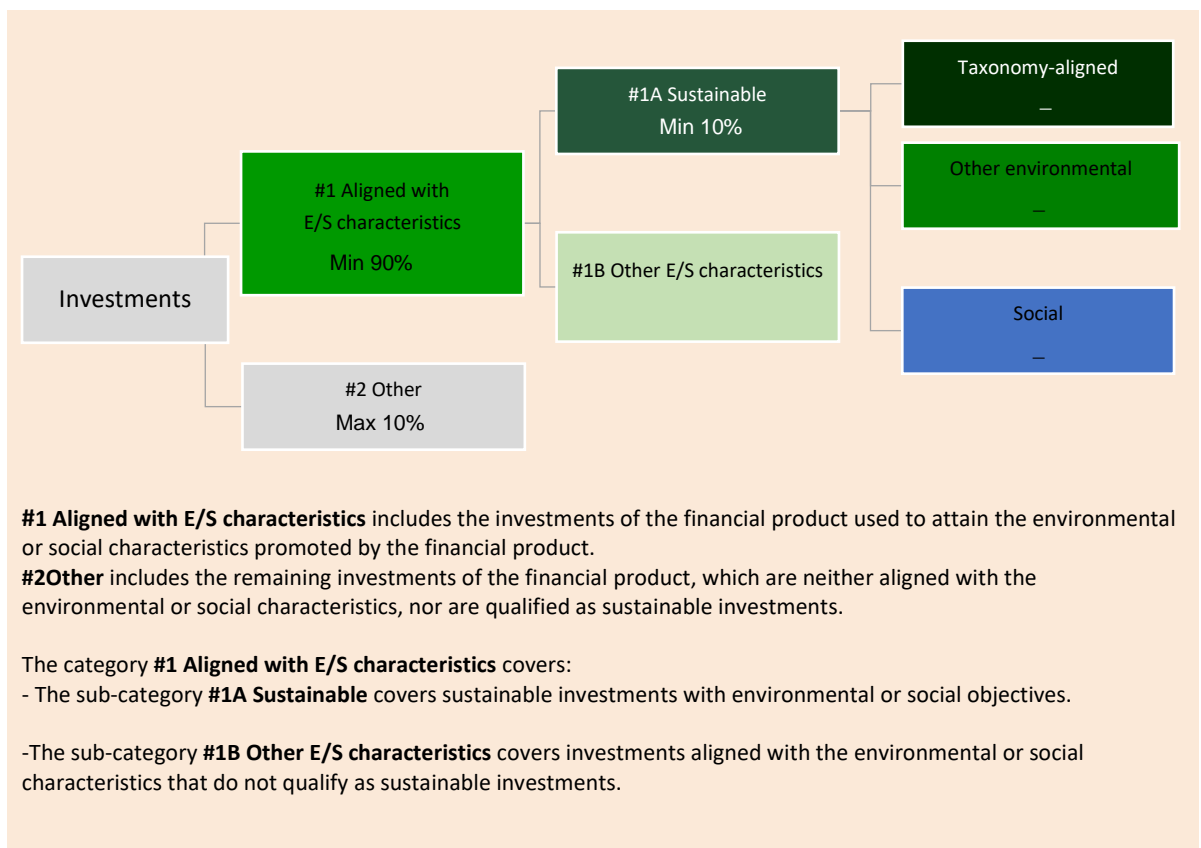 Investments
#1 Aligned with
E/S characteristics
Min 90%
#2 Other
Max 10%
#1A Sustainable
Min 10%
#1B Other E/S characteristics
Taxonomy-aligned
_
Other environmental
_
Social
_
#1 Aligned with E/S characteristics includes the investments of the financial product used to attain the environmental
or social characteristics promoted by the financial product.
#2Other includes the remaining investments of the financial product, which are neither aligned with the
environmental or social characteristics, nor are qualified as sustainable investments.
The category #1 Aligned with E/S characteristics covers:
- The sub-category #1A Sustainable covers sustainable investments with environmental or social objectives.
-The sub-category #1B Other E/S characteristics covers investments aligned with the environmental or social
characteristics that do not qualify as sustainable investments.